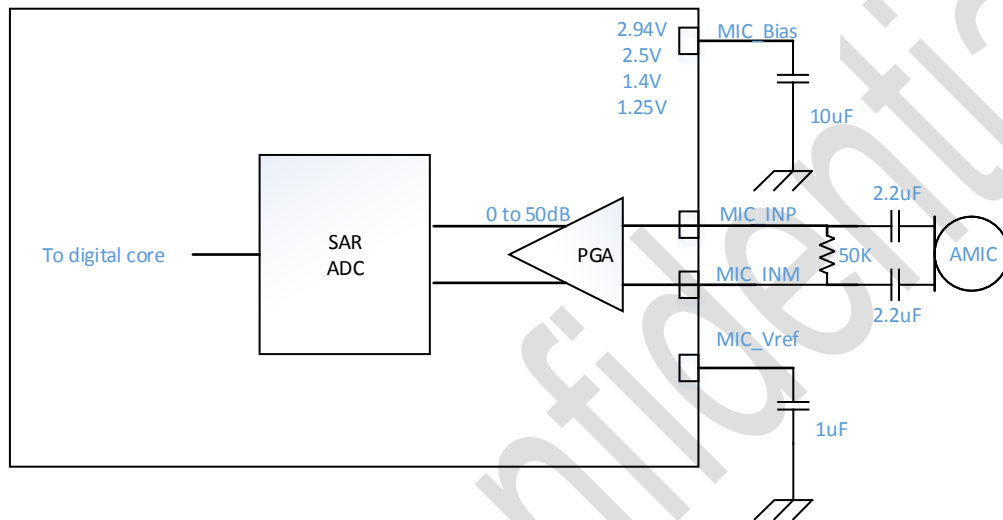 2.94V
2.5V
1.4V
1.25V
MIC_Bias
10uF
2.2uF
MIC_INP
0 to 50dB
To digital core
SAR
ADC
PGA
50K
AMIC
MIC_INM
2.2uF
MIC_Vref
1uF